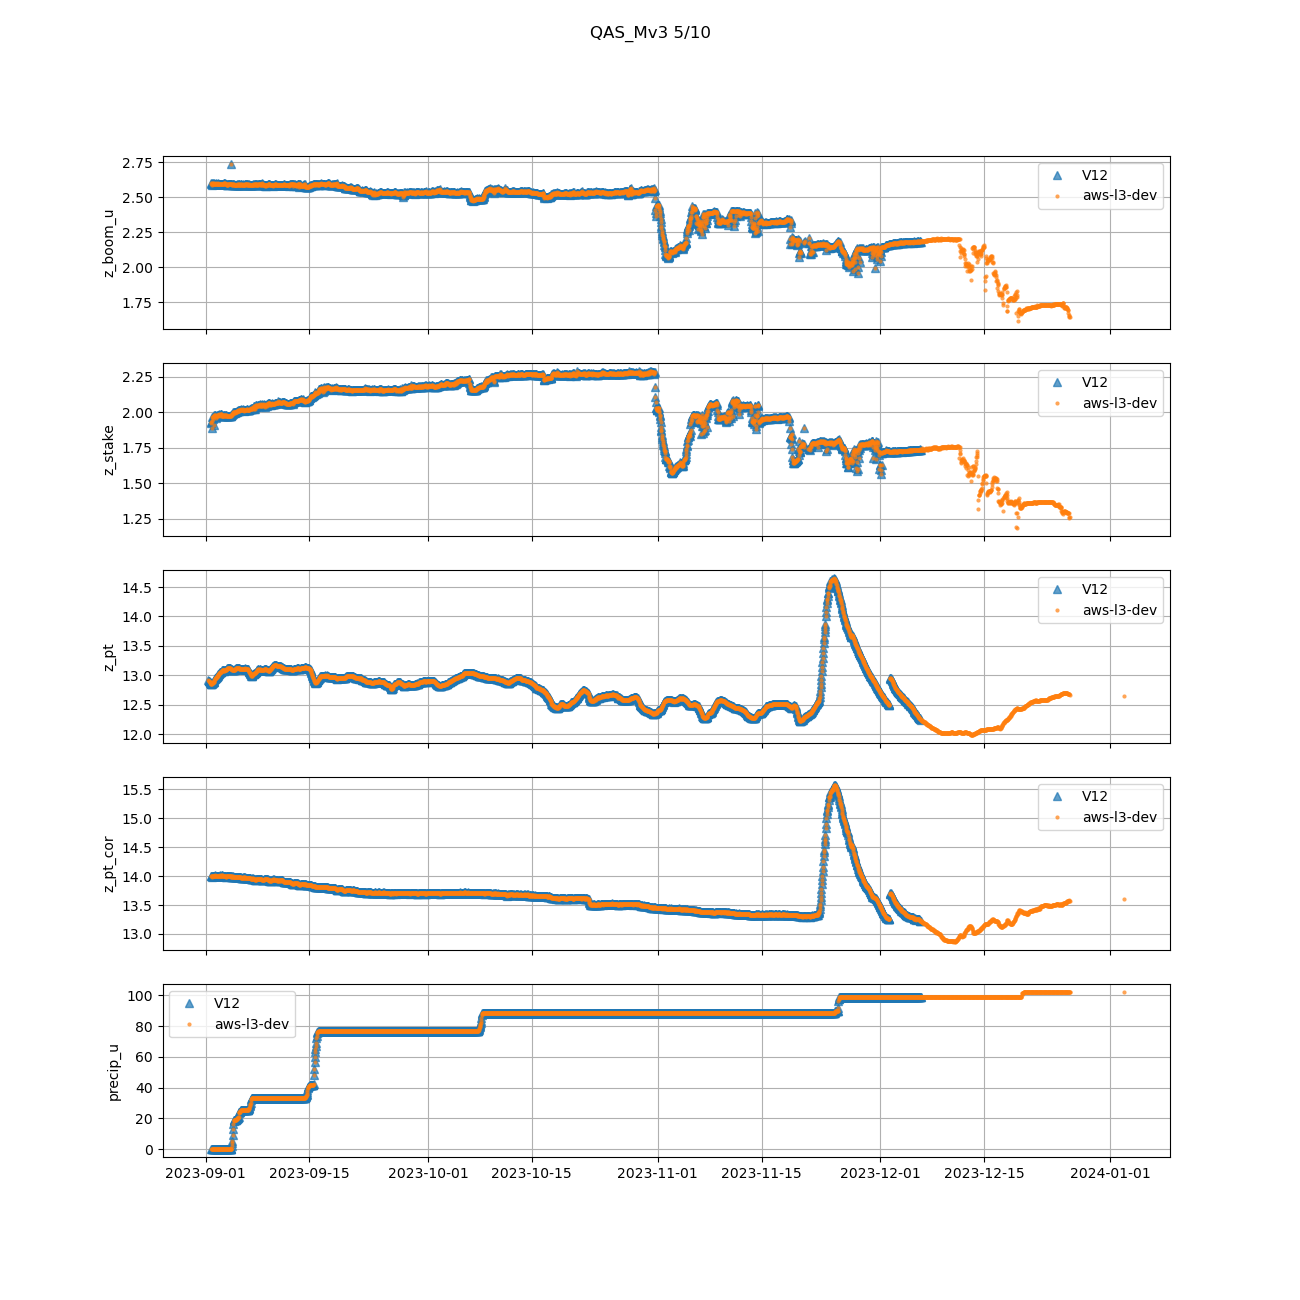 QAS_Mv3 5/10
2.75
2.50
2.25
2.00
1.75
z_boom_u
V12
aws-l3-dev
2.25
2.00
1.75
1.50
1.25
z_stake
V12
aws-l3-dev
14.5
14.0
13.5
13.0
12.5
12.0
z_pt
V12
aws-l3-dev
15.5
15.0
14.5
14.0
13.5
13.0
z_pt_cor
V12
aws-l3-dev
100
80
60
40
20
0
precip_u
V12
aws-l3-dev
2023-09-01 2023-09-15 2023-10-01 2023-10-15 2023-11-01 2023-11-15 2023-12-01 2023-12-15 2024-01-01